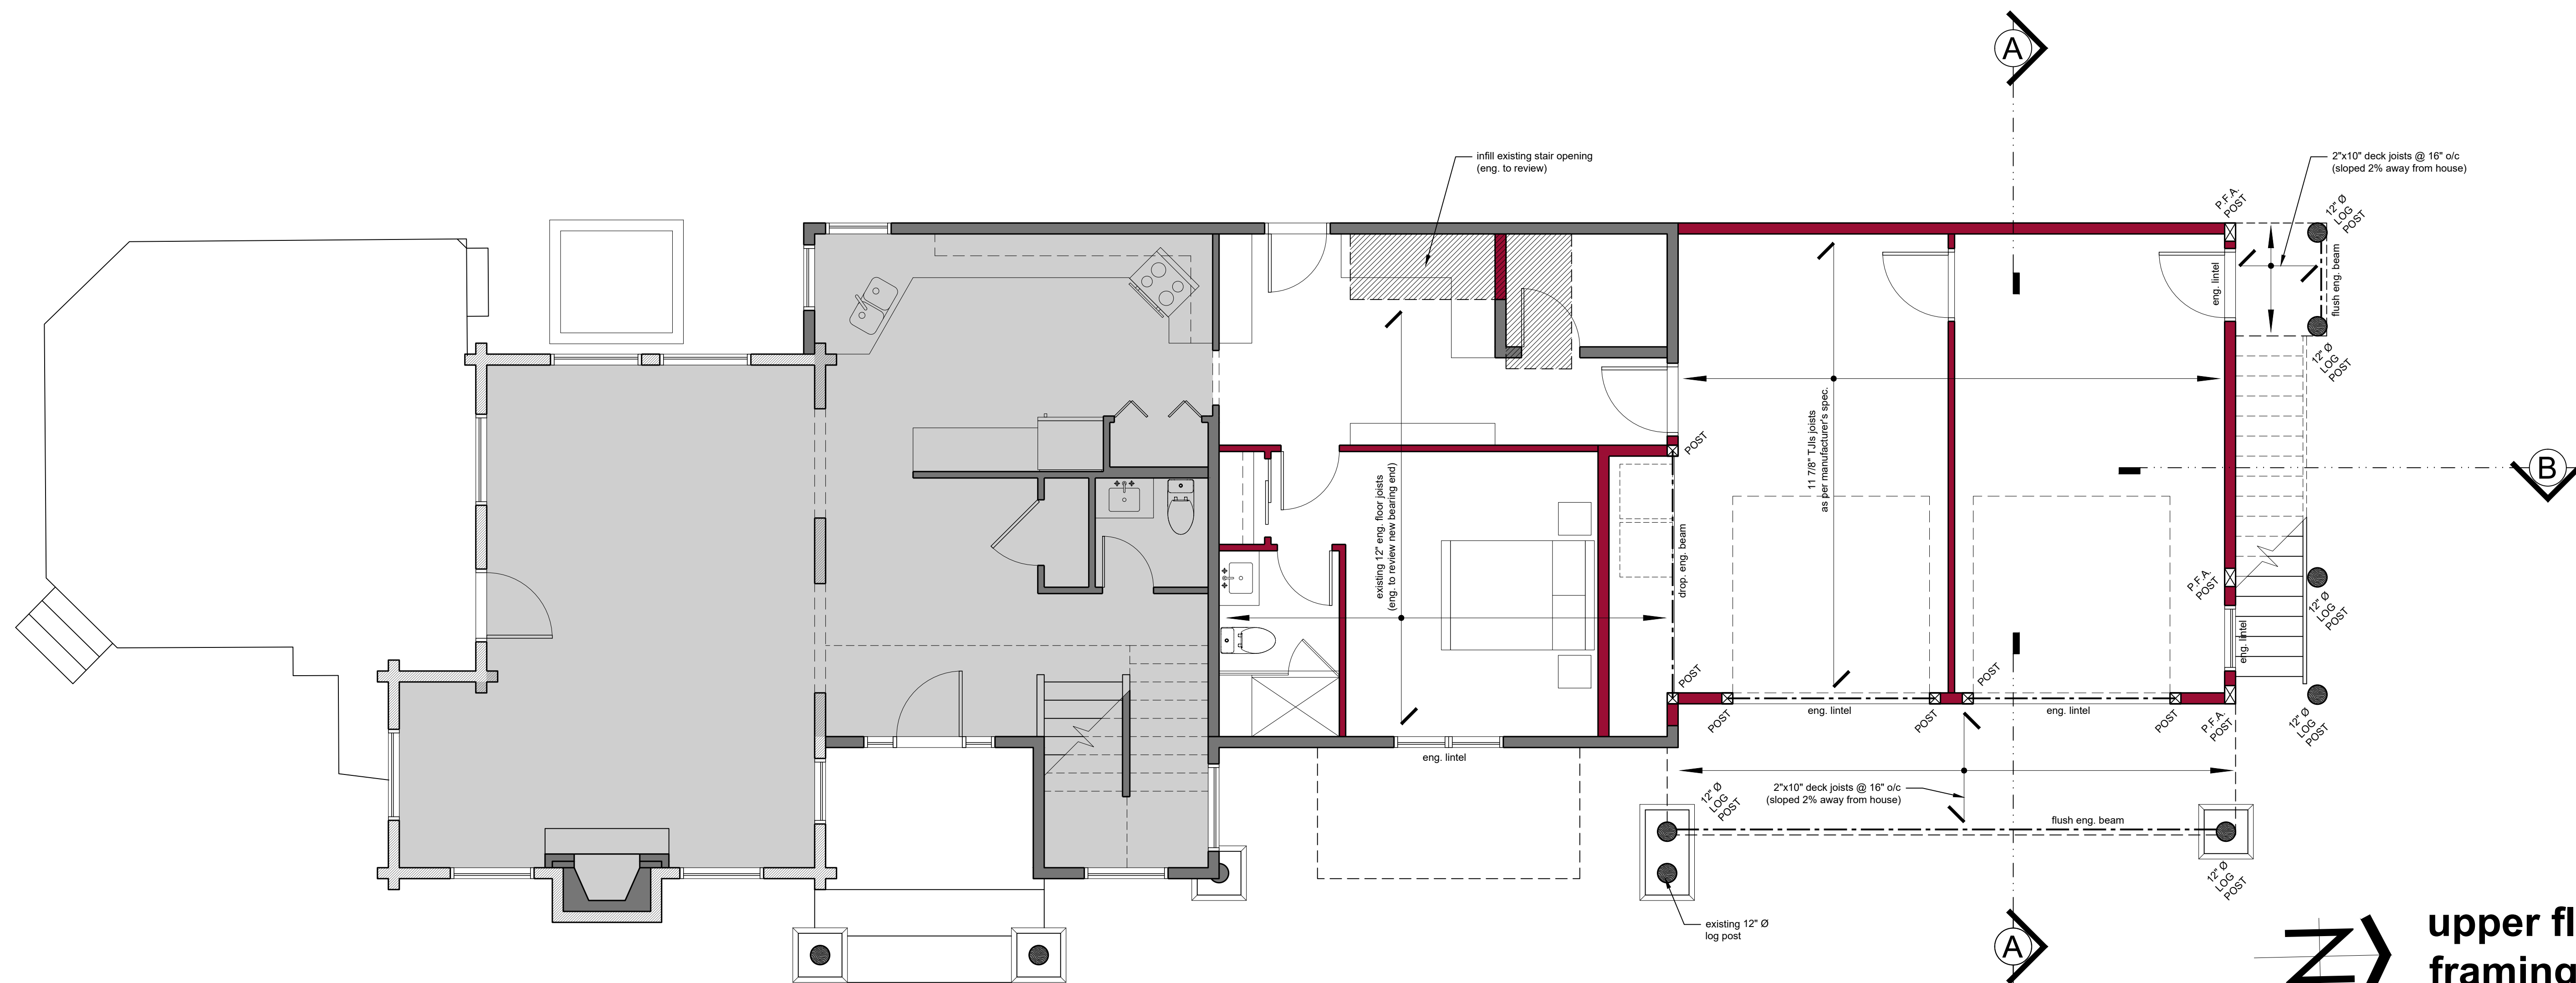 A
infill existing stair opening
(eng. to review)
2"x10" deck joists @ 16" o/c
(sloped 2% away from house)
P.F.A.
POST
12" Ø
LOG
POST
eng. lintel
flush eng. beam
12" Ø
LOG
POST
POST
11 7/8" TJIs joists
as per manufacturer's spec.
B
existing 12" eng. floor joists
(eng. to review new bearing end)
drop. eng. beam
P.F.A.
POST
12" Ø
LOG
POST
eng. lintel
POST
POST
POST
eng. lintel
POST
eng. lintel
POST
P.F.A.
POST
12" Ø
LOG
POST
eng. lintel
12" Ø
LOG
POST
2"x10" deck joists @ 16" o/c
(sloped 2% away from house)
flush eng. beam
12" Ø
LOG
POST
existing 12" Ø
log post
A
Z
upper fl
framing